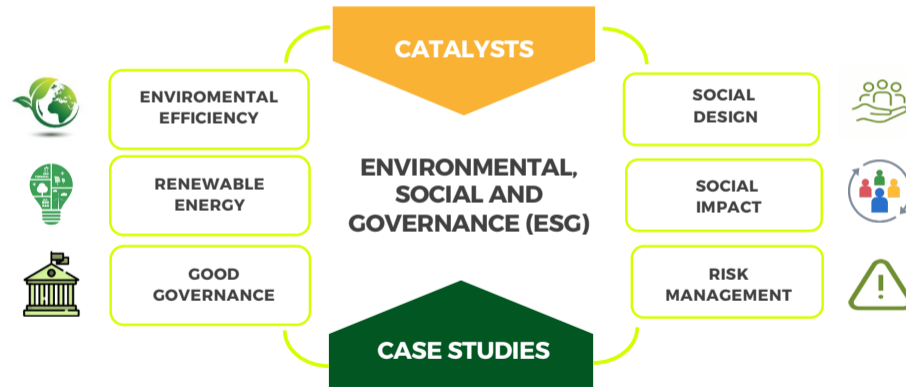 CATALYSTS
ENVIROMENTAL
EFFICIENCY
RENEWABLE
ENERGY
GOOD
GOVERNANCE
ENVIRONMENTAL,
SOCIAL AND
GOVERNANCE (ESG)
SOCIAL
DESIGN
SOCIAL
IMPACT
RISK
MANAGEMENT
CASE STUDIES